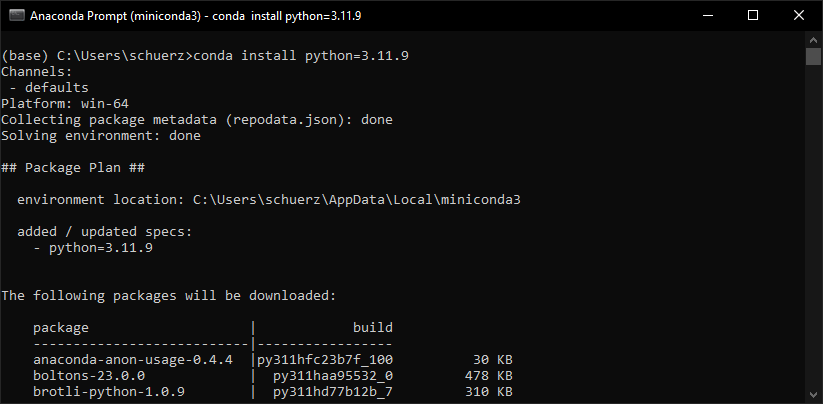 Anaconda Prompt (miniconda3) - conda  install python=3.11.9
(base) C:\Users\schuerz>conda install python=3.11.9
Channels:
 - defaults
Platform: win-64
Collecting package metadata (repodata.json): done
Solving environment: done
## Package Plan ##
  environment location: C:\Users\schuerz\AppData\Local\miniconda3
  added / updated specs:
    - python=3.11.9
The following packages will be downloaded:
    package                    |            build
    ---------------------------|-----------------
    anaconda-anon-usage-0.4.4  |py311hfc23b7f_100          30 KB
    boltons-23.0.0             |  py311haa95532_0         478 KB
    brotli-python-1.0.9        |  py311hd77b12b_7         310 KB